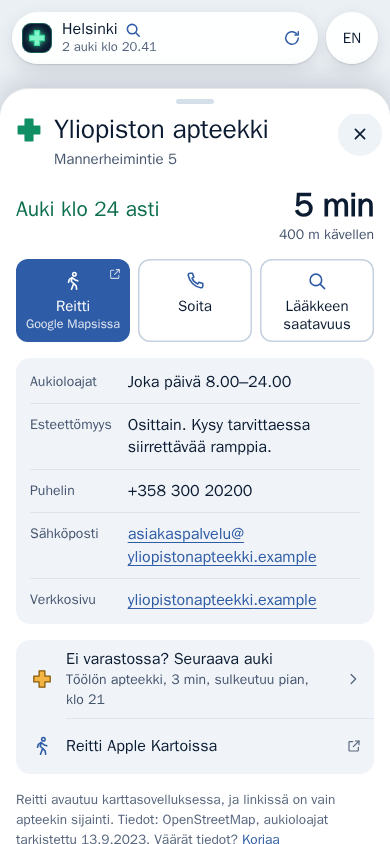 Helsinki
2 auki klo 20.41
EN
Yliopiston apteekki
Mannerheimintie 5
Auki klo 24 asti
5 min
400 m kävellen
Reitti
Google Mapsissa
Soita
Lääkkeen
saatavuus
Aukioloajat
Joka päivä 8.00–24.00
Esteettömyys
Osittain. Kysy tarvittaessa
siirrettävää ramppia.
Puhelin
+358 300 20200
Sähköposti
asiakaspalvelu@
yliopistonapteekki.example
Verkkosivu
yliopistonapteekki.example
Ei varastossa? Seuraava auki
Töölön apteekki, 3 min, sulkeutuu pian,
klo 21
Reitti Apple Kartoissa
Reitti avautuu karttasovelluksessa, ja linkissä on vain
apteekin sijainti. Tiedot: OpenStreetMap, aukioloajat
tarkistettu 13.9.2023. Väärät tiedot? Korjaa